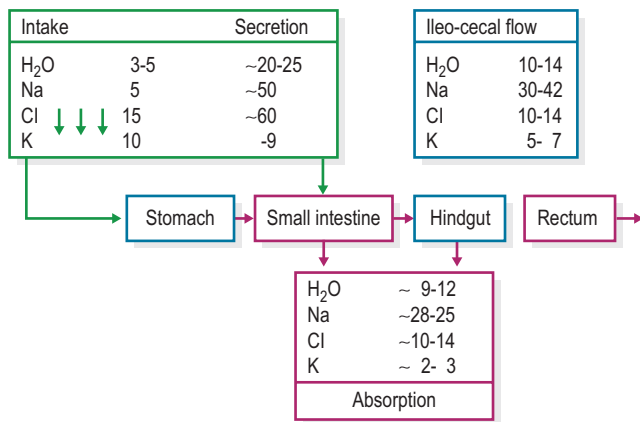 Intake Secretion
H₂O 3-5 ~20-25
Na 5 ~50
Cl 15 ~60
K 10 -9
Ileo-cecal flow
H₂O 10-14
Na 30-42
Cl 10-14
K 5- 7
Stomach
Small intestine
Hindgut
Rectum
H₂O ~ 9-12
Na ~28-25
Cl ~10-14
K ~ 2- 3
Absorption